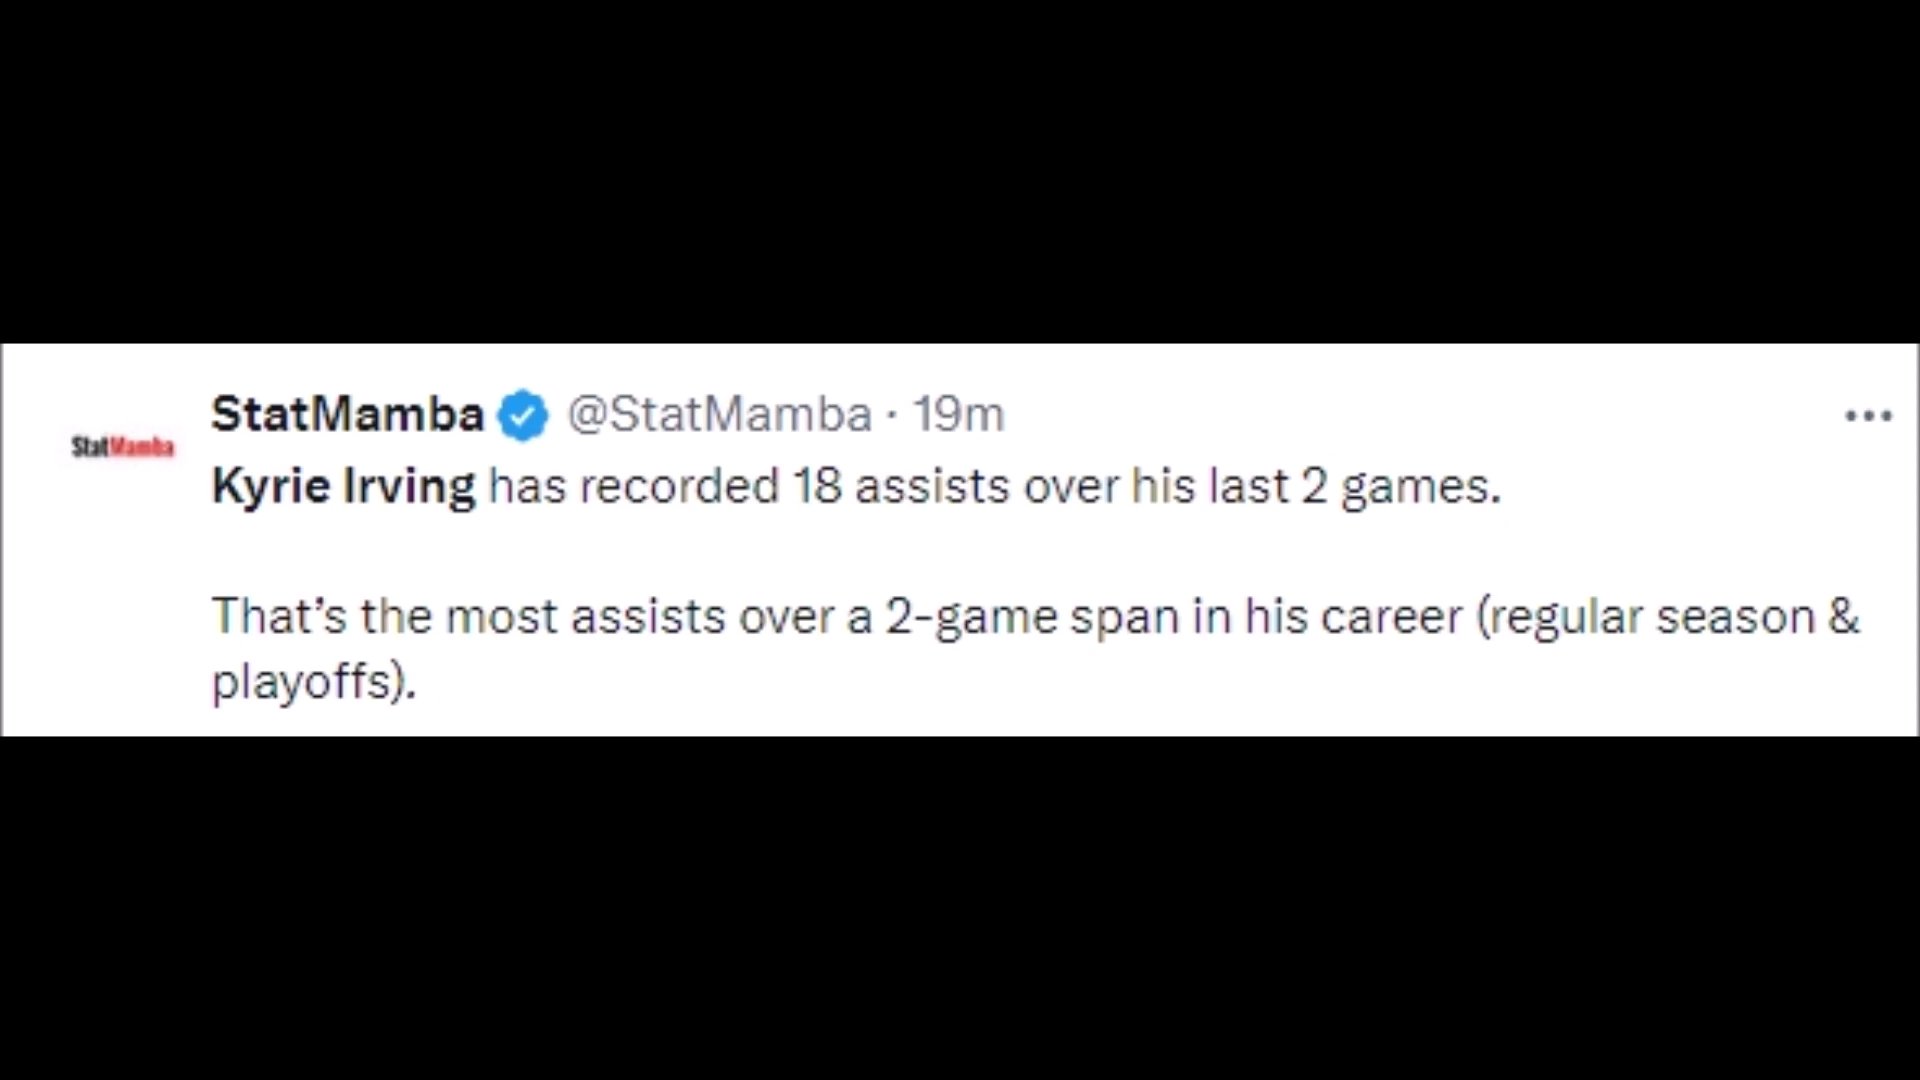 StatMamba @StatMamba · 19m
StatMamba
Kyrie Irving has recorded 18 assists over his last 2 games.
That’s the most assists over a 2-game span in his career (regular season &
playoffs).